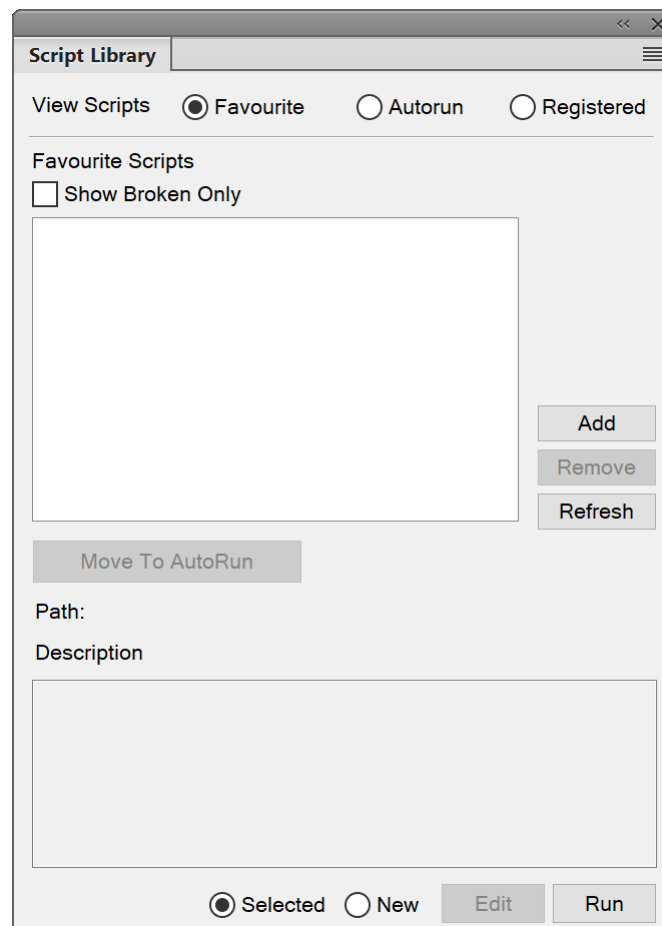 Script Library
View Scripts Favourite Autorun Registered
Favourite Scripts
Show Broken Only
Add
Remove
Refresh
Move To AutoRun
Path:
Description
Selected New Edit Run